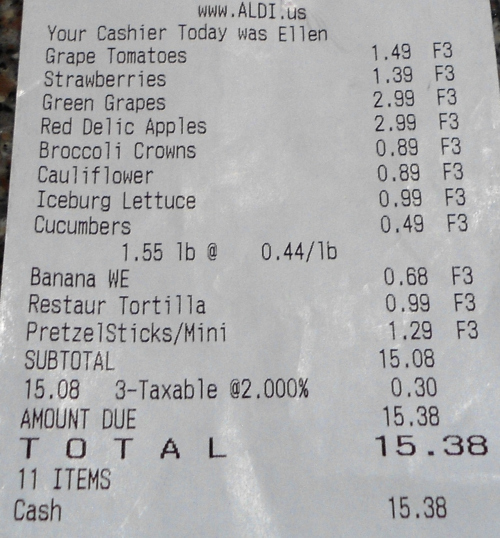 www.ALDI.us
Your Cashier Today was Ellen
Grape Tomatoes 1.49 F3
Strawberries 1.39 F3
Green Grapes 2.99 F3
Red Delic Apples 2.99 F3
Broccoli Crowns 0.89 F3
Cauliflower 0.89 F3
Iceburg Lettuce 0.99 F3
Cucumbers 0.49 F3
1.55 lb @ 0.44/lb
Banana WE 0.68 F3
Restaur Tortilla 0.99 F3
PretzelSticks/Mini 1.29 F3
SUBTOTAL 15.08
15.08 3-Taxable @2.000% 0.30
AMOUNT DUE 15.38
TOTAL 15.38
11 ITEMS
Cash 15.38